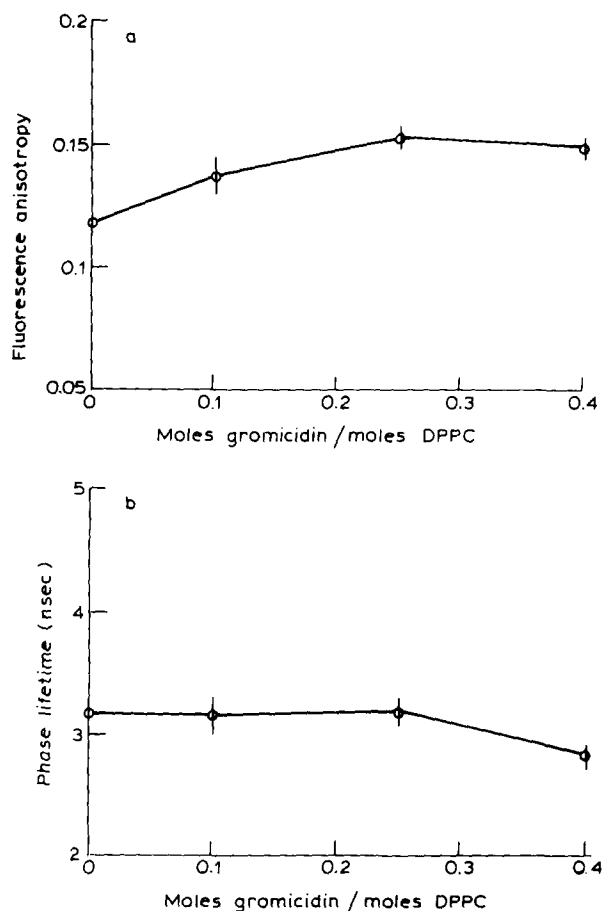 a
0.2
0.15
0.1
0.05
Fluorescence anisotropy
0 0.1 0.2 0.3 0.4
Moles gromicidin / moles DPPC
b
5
4
3
2
Phase lifetime (nsec)
0 0.1 0.2 0.3 0.4
Moles gromicidin / moles DPPC